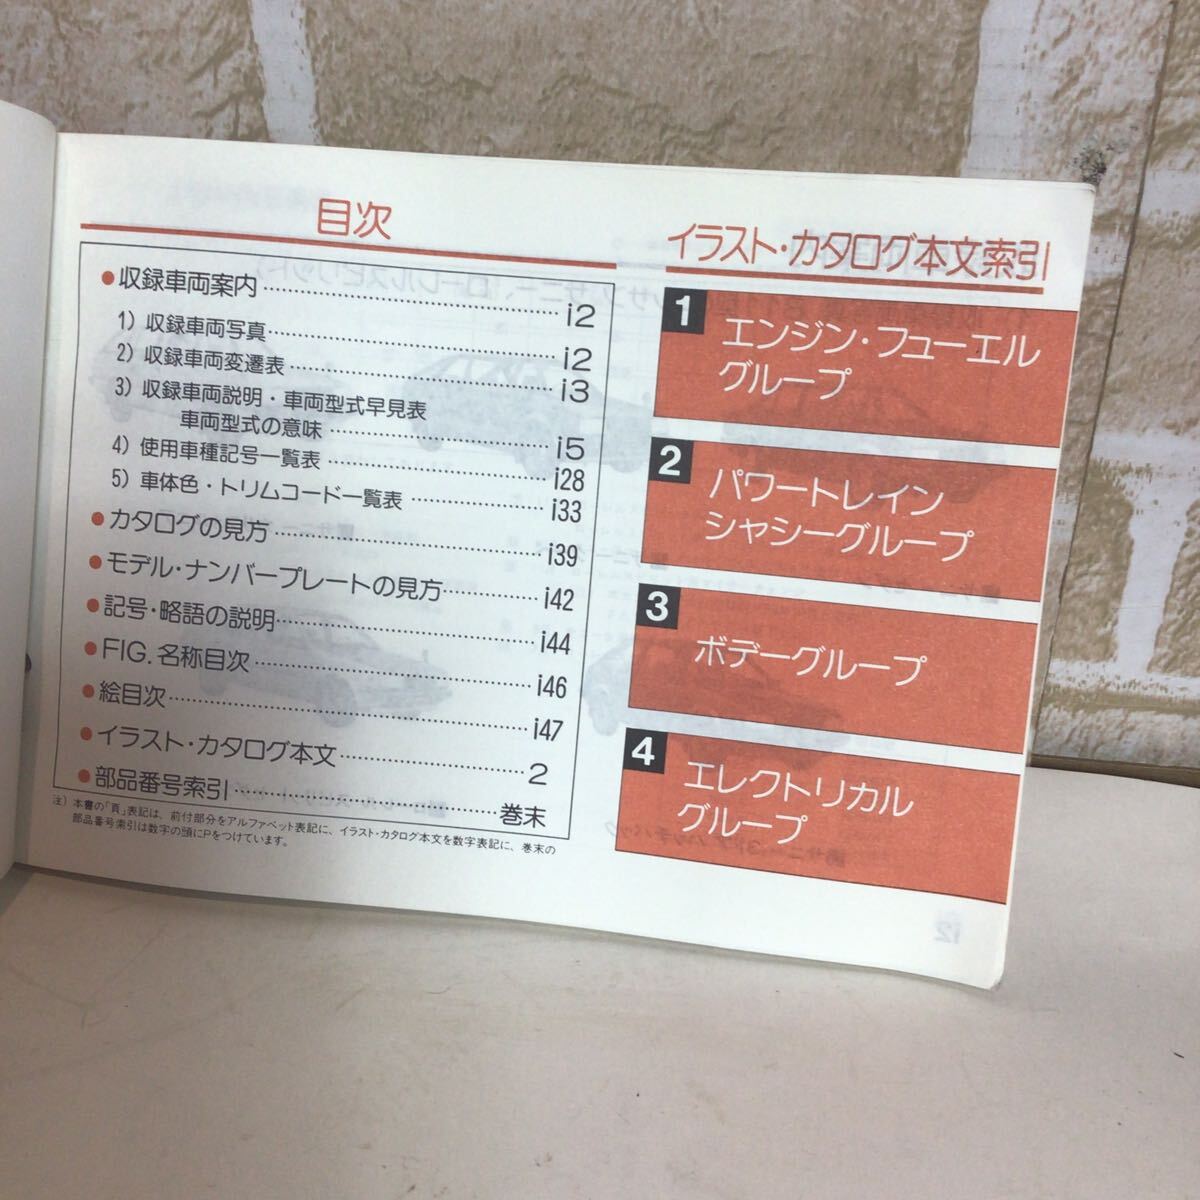 目次
●収録車両案内……i2
1）収録車両写真……i2
2）収録車両変遷表……i3
3）収録車両説明・車両型式早見表
車両型式の意味……i5
4）使用車種記号一覧表……i28
5）車体色・トリムコード一覧表……i33
●カタログの見方……i39
●モデル・ナンバープレートの見方……i42
●記号・略語の説明……i44
●FIG.名称目次……i46
●絵目次……i47
●イラスト・カタログ本文……2
●部品番号索引……巻末
注）本書の「頁」表記は、前付部分をアルファベット表記に、イラスト・カタログ本文を数字表記に、巻末の
部品番号索引は数字の頭にPをつけています。
イラスト・カタログ本文索引
1 エンジン・フューエル
グループ
2 パワートレイン
シャシーグループ
3 ボデーグループ
4 エレクトリカル
グループ